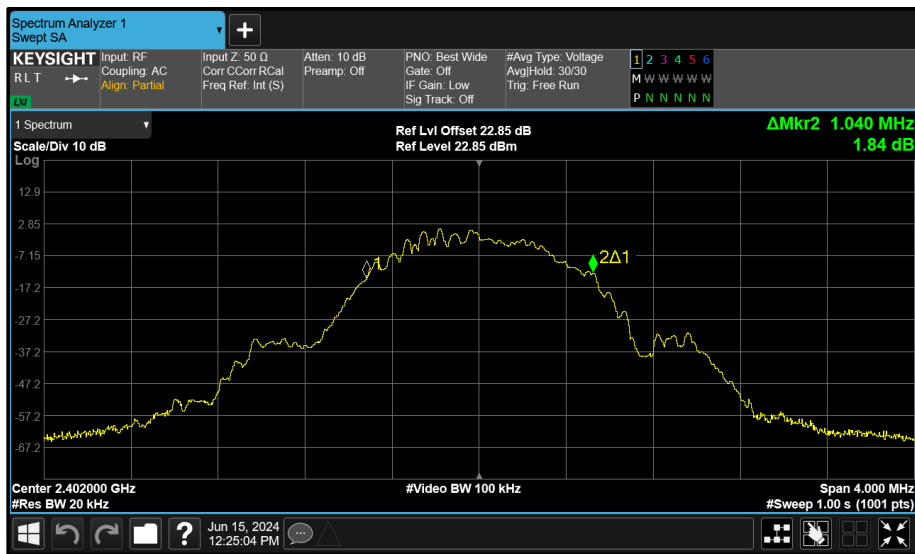 Spectrum Analyzer 1
Swept SA
KEYSIGHT
R L T
LXI
Input: RF
Coupling: AC
Align: Partial
Input Z: 50 Ω
Corr CCorr RCal
Freq Ref: Int (S)
Atten: 10 dB
Preamp: Off
PNO: Best Wide
Gate: Off
IF Gain: Low
Sig Track: Off
#Avg Type: Voltage
Avg|Hold: 30/30
Trig: Free Run
1 2 3 4 5 6
M W W W W W
P N N N N N
1 Spectrum
Scale/Div 10 dB
Ref Lvl Offset 22.85 dB
Ref Level 22.85 dBm
ΔMkr2 1.040 MHz
1.84 dB
Log
12.9
2.85
-7.15
2Δ1
-17.2
-27.2
-37.2
-47.2
-57.2
-67.2
Center 2.402000 GHz
#Video BW 100 kHz
Span 4.000 MHz
#Res BW 20 kHz
#Sweep 1.00 s (1001 pts)
?
Jun 15, 2024
12:25:04 PM